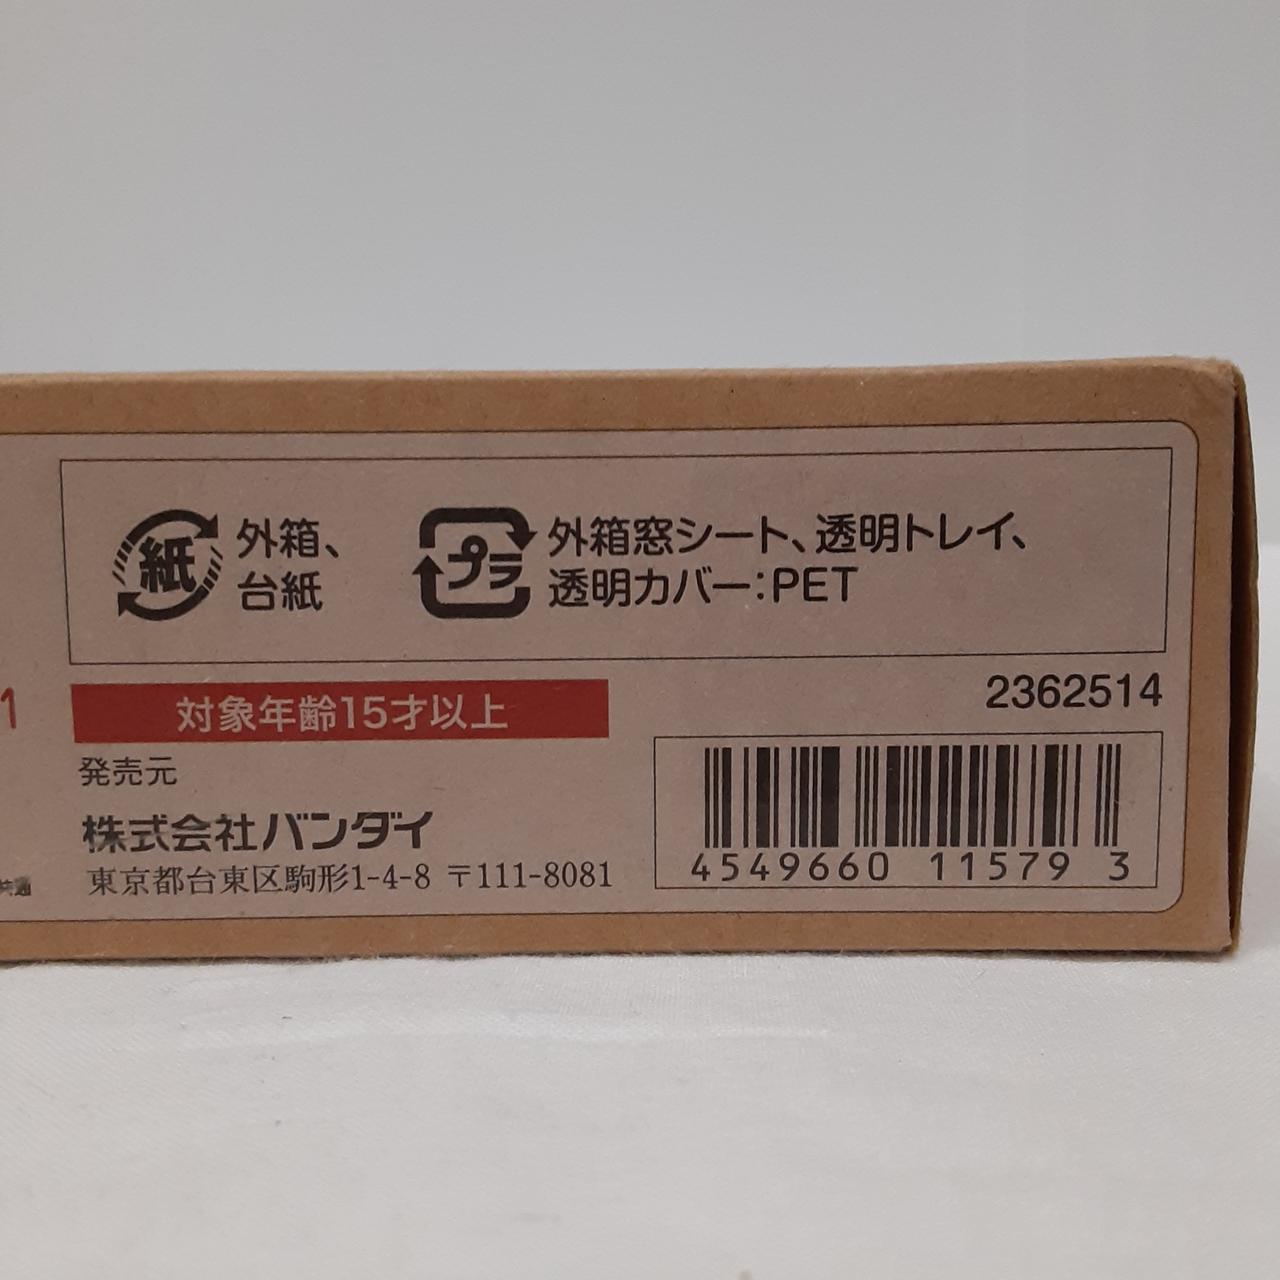 紙
外箱、
台紙
プラ
外箱窓シート、透明トレイ、
透明カバー:PET
1
対象年齢15才以上
2362514
発売元
株式会社バンダイ
東京都台東区駒形1-4-8 〒111-8081
共通
4549660 11579 3